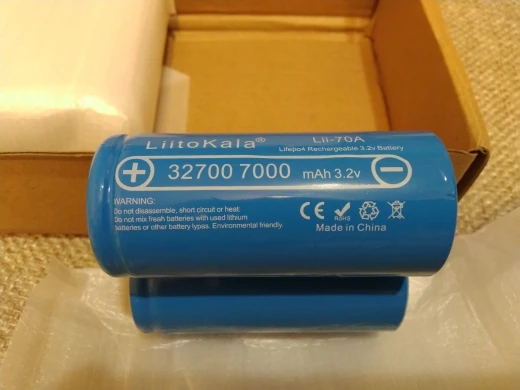 LiitoKala®
Lii-70A
Lifepo4 Rechargeable 3.2v Battery
+ 32700 7000 mAh 3.2v −
WARNING:
Do not disassemble, short circuit or heat:
Do not mix fresh batteries with used lithium
batteries or other battery typas. Environmental friendly.
CE RoHS
Made in China